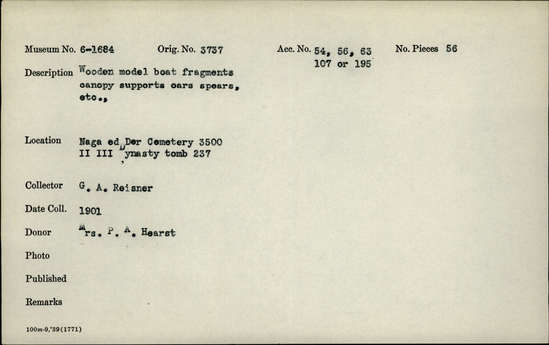 Museum No. 6-1684 Orig. No. 3737 Acc. No. 54, 56, 63 No. Pieces 56
107 or 195
Description Wooden model boat fragments
canopy supports oars spears,
etc.,
Location Naga ed Der Cemetery 3500
II III Dynasty tomb 237
Collector G. A. Reisner
Date Coll. 1901
Donor Mrs. P. A. Hearst
Photo
Published
Remarks
100m-9,'39(1771)